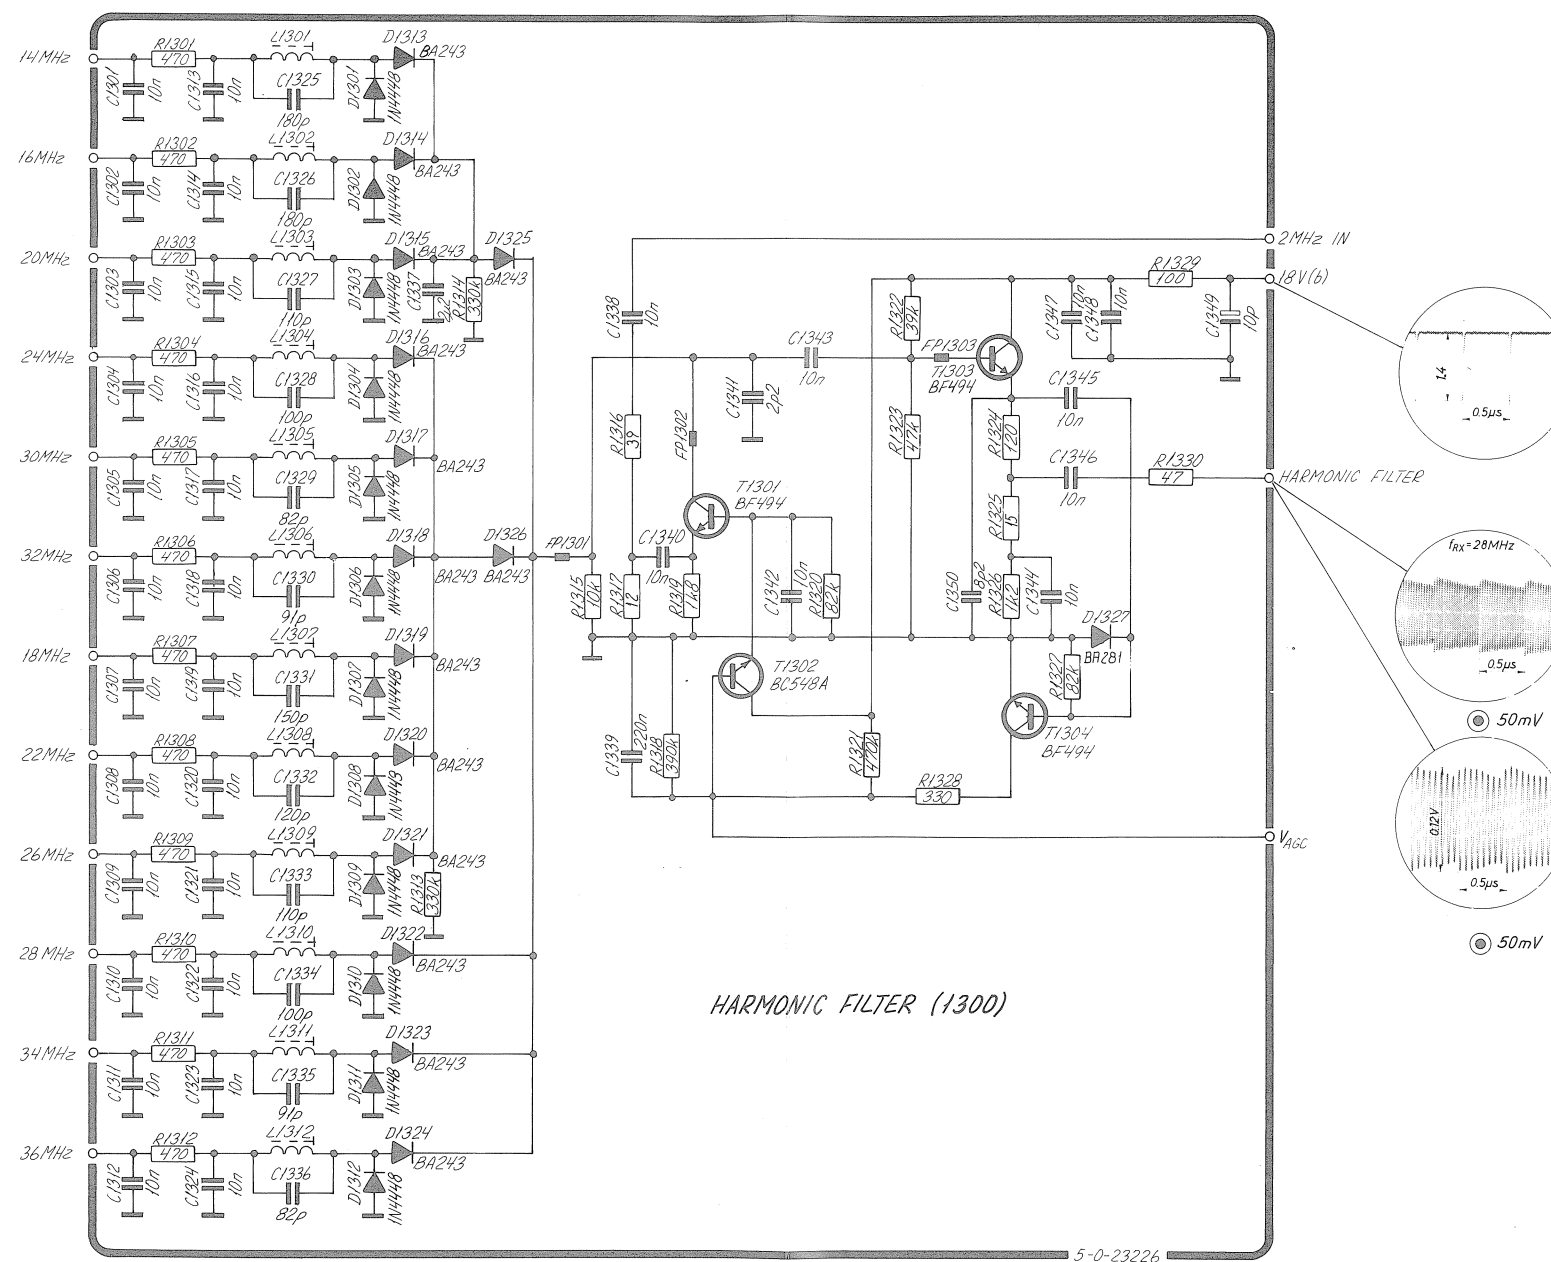 14MHz R1301 470 L1301 D1313 BA243
C1301 10n C1313 10n C1325 180p D1301 1N4448
16MHz R1302 470 L1302 D1314 BA243
C1302 10n C1314 10n C1326 180p D1302 1N4448
20MHz R1303 470 L1303 D1315 BA243 D1325 BA243
C1303 10n C1315 10n C1327 110p D1303 1N4448 C1337 2p2 R1314 330k
24MHz R1304 470 L1304 D1316 BA243
C1304 10n C1316 10n C1328 100p D1304 1N4448
30MHz R1305 470 L1305 D1317 BA243
C1305 10n C1317 10n C1329 82p D1305 1N4448
32MHz R1306 470 L1306 D1318 BA243 D1326 BA243 FP1301
C1306 10n C1318 10n C1330 91p D1306 1N4448
18MHz R1307 470 L1307 D1319 BA243
C1307 10n C1319 10n C1331 150p D1307 1N4448
22MHz R1308 470 L1308 D1320 BA243
C1308 10n C1320 10n C1332 120p D1308 1N4448
26MHz R1309 470 L1309 D1321 BA243
C1309 10n C1321 10n C1333 110p D1309 1N4448 R1313 330k
28MHz R1310 470 L1310 D1322 BA243
C1310 10n C1322 10n C1334 100p D1310 1N4448
34MHz R1311 470 L1311 D1323 BA243
C1311 10n C1323 10n C1335 91p D1311 1N4448
36MHz R1312 470 L1312 D1324 BA243
C1312 10n C1324 10n C1336 82p D1312 1N4448
2MHz IN
18V(b)
R1329 100
C1338 10n
R1322 39k
C1347 10n
C1348 10n
C1349 10µ
C1343 10n
FP1303
T1303
BF494
C1341 2p2
C1345 10n
R1316 39
FP1302
R1323 47k
R1324 120
C1346 10n
R1330 47
HARMONIC FILTER
T1301
BF494
R1325 15
C1340 10n
R1315 10k
R1317 12
R1319 1k8
C1342 10n
R1320 82k
C1350 8p2
R1326 1k2
C1344 10n
D1327
BA281
T1302
BC548A
R1327 82k
T1304
BF494
C1339 220n
R1318 390k
R1321
R1328 330
VAGC
1.4
0.5µs
fRX=28MHz
0.5µs
50mV
0.12V
0.5µs
50mV
HARMONIC FILTER (1300)
5-0-23226